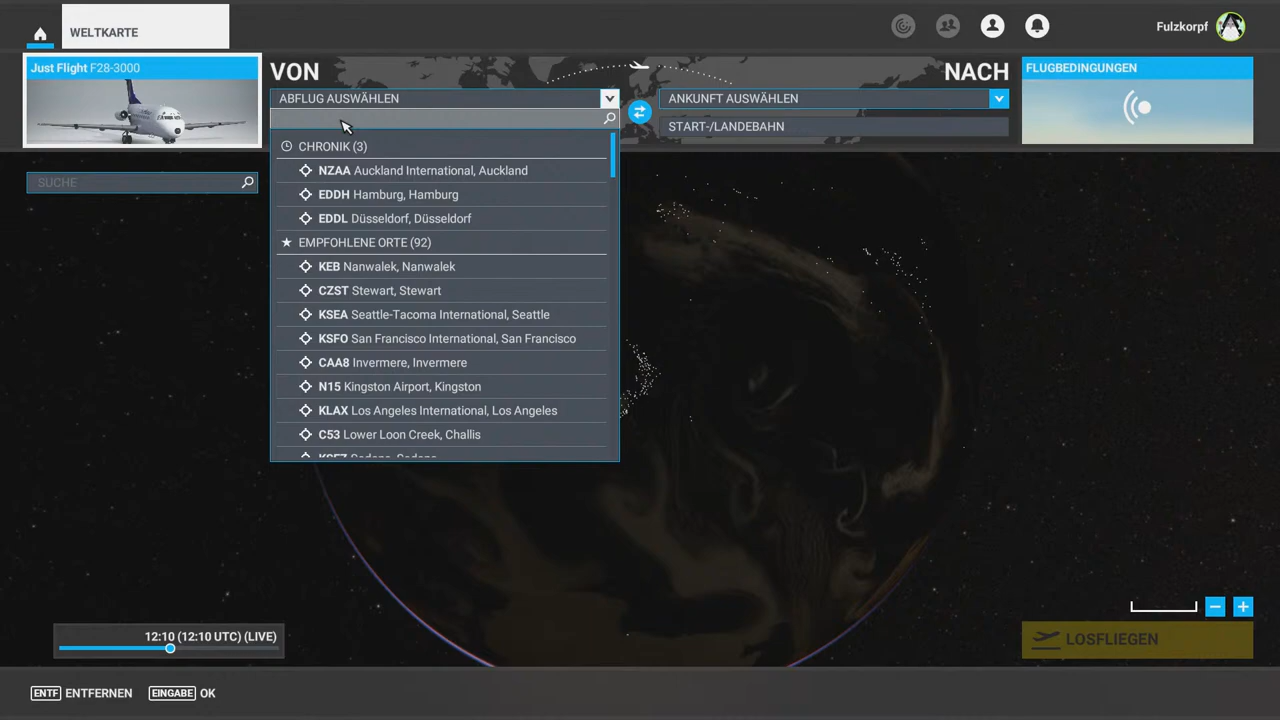 WELTKARTE
Fulzkorpf
Just Flight F28-3000
VON
NACH
FLUGBEDINGUNGEN
ABFLUG AUSWÄHLEN
ANKUNFT AUSWÄHLEN
START-/LANDEBAHN
SUCHE
CHRONIK (3)
NZAA Auckland International, Auckland
EDDH Hamburg, Hamburg
EDDL Düsseldorf, Düsseldorf
EMPFOHLENE ORTE (92)
KEB Nanwalek, Nanwalek
CZST Stewart, Stewart
KSEA Seattle-Tacoma International, Seattle
KSFO San Francisco International, San Francisco
CAA8 Invermere, Invermere
N15 Kingston Airport, Kingston
KLAX Los Angeles International, Los Angeles
C53 Lower Loon Creek, Challis
KSEZ Sedona, Sedona
12:10 (12:10 UTC) (LIVE)
LOSFLIEGEN
ENTF ENTFERNEN
EINGABE OK